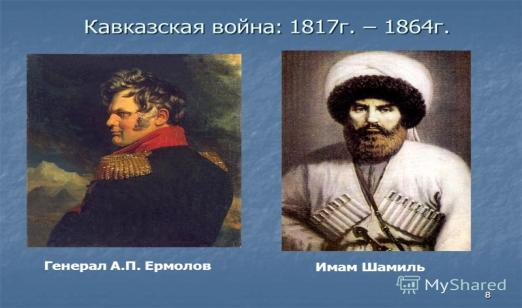 Кавказская война: 1817г. – 1864г.
Генерал А.П. Ермолов
Имам Шамиль
MyShared
8